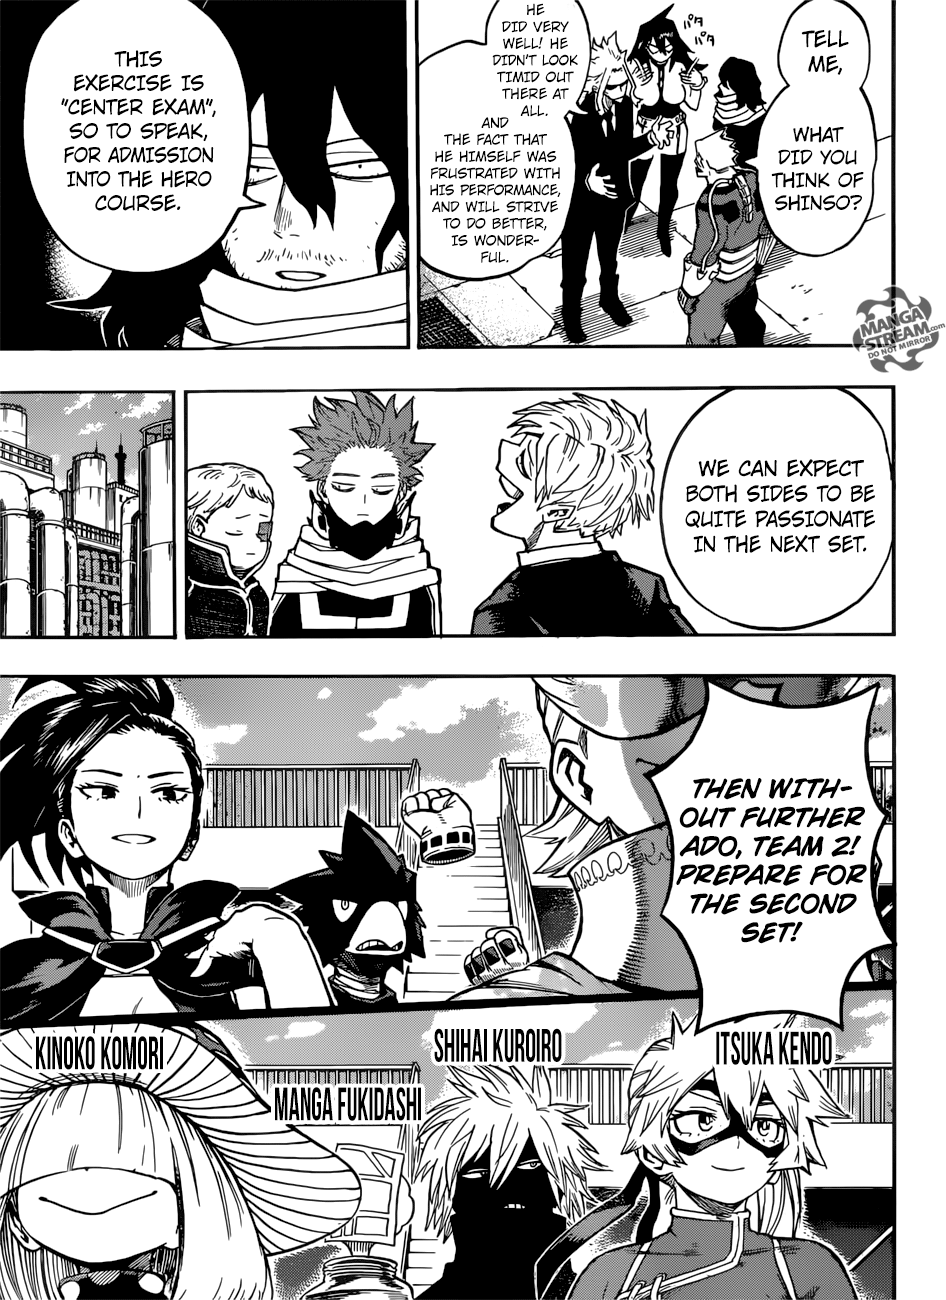 TELL
ME,
WHAT
DID YOU
THINK OF
SHINSO?
パタ
パタ
HE
DID VERY
WELL! HE
DIDN'T LOOK
TIMID OUT
THERE AT
ALL.
AND
THE FACT THAT
HE HIMSELF WAS
FRUSTRATED WITH
HIS PERFORMANCE,
AND WILL STRIVE
TO DO BETTER,
IS WONDER-
FUL.
THIS
EXERCISE IS
"CENTER EXAM",
SO TO SPEAK,
FOR ADMISSION
INTO THE HERO
COURSE.
MANGA
STREAM.com
DO NOT MIRROR
WE CAN EXPECT
BOTH SIDES TO BE
QUITE PASSIONATE
IN THE NEXT SET.
THEN WITH-
OUT FURTHER
ADO, TEAM 2!
PREPARE FOR
THE SECOND
SET!
ITSUKA KENDO
SHIHAI KUROIRO
MANGA FUKIDASHI
KINOKO KOMORI